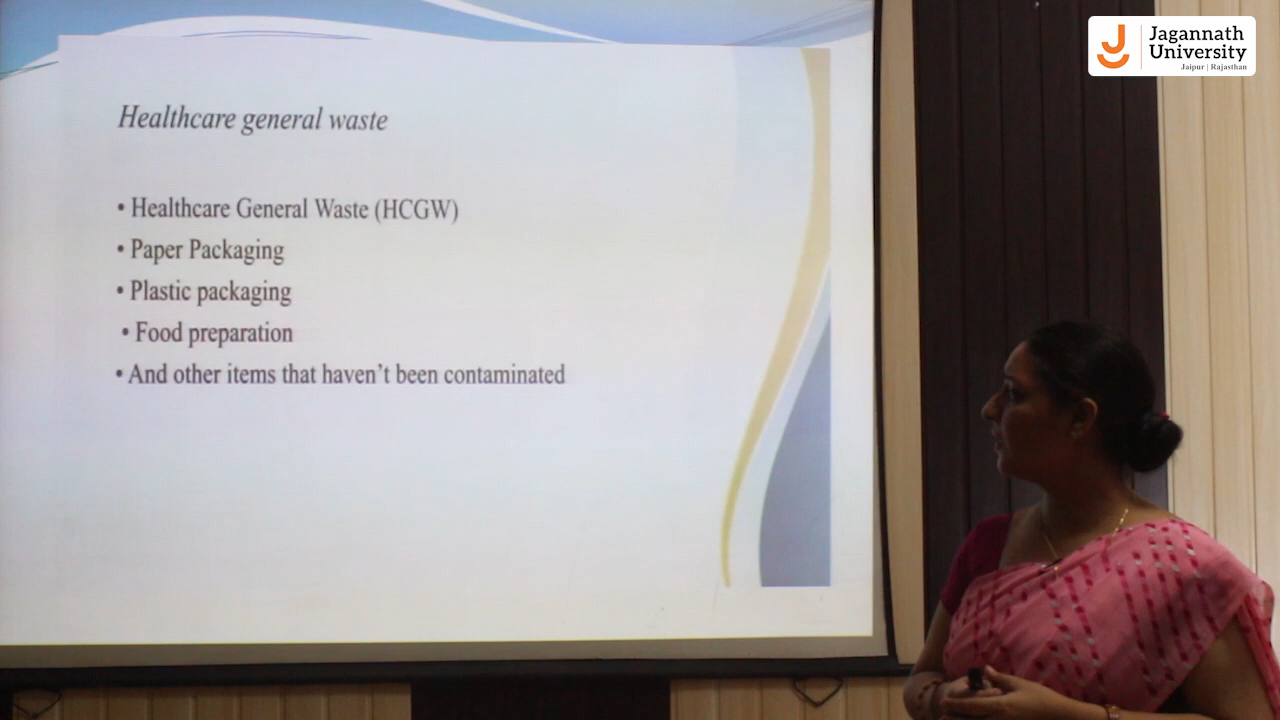 Jagannath
University
Jaipur | Rajasthan
Healthcare general waste
• Healthcare General Waste (HCGW)
• Paper Packaging
• Plastic packaging
• Food preparation
• And other items that haven't been contaminated